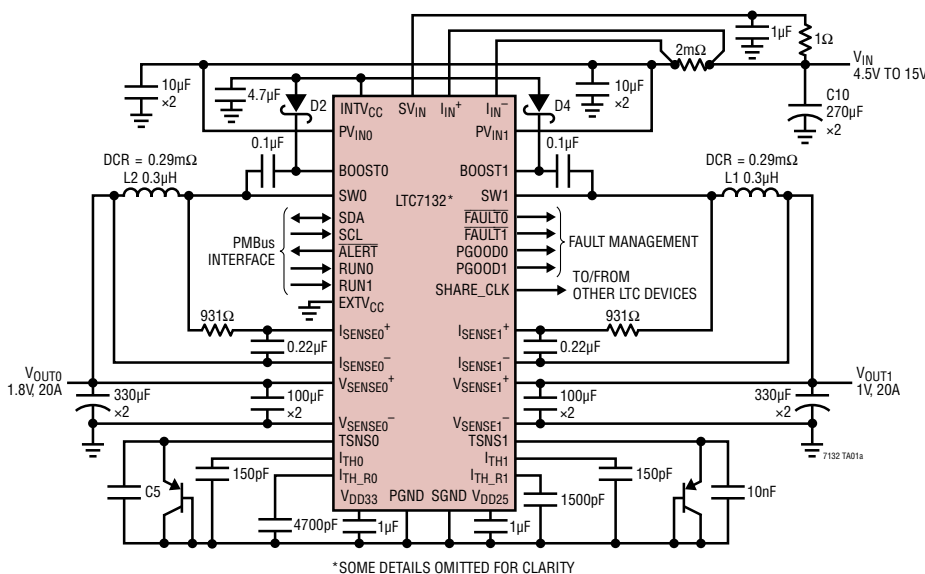 1µF
1Ω
2mΩ
VIN
4.5V TO 15V
10µF
×2
4.7µF
D2
INTVCC
SVIN
IIN+
IIN–
D4
10µF
×2
C10
270µF
×2
PVIN0
PVIN1
0.1µF
0.1µF
DCR = 0.29mΩ
L2 0.3µH
BOOST0
BOOST1
DCR = 0.29mΩ
L1 0.3µH
SW0
LTC7132*
SW1
PMBus
INTERFACE
SDA
SCL
ALERT
RUN0
RUN1
EXTVCC
FAULT0
FAULT1
PGOOD0
PGOOD1
SHARE_CLK
FAULT MANAGEMENT
TO/FROM
OTHER LTC DEVICES
931Ω
931Ω
ISENSE0+
ISENSE1+
0.22µF
0.22µF
ISENSE0–
ISENSE1–
VOUT0
1.8V, 20A
VSENSE0+
VSENSE1+
VOUT1
1V, 20A
330µF
×2
100µF
×2
100µF
×2
330µF
×2
VSENSE0–
VSENSE1–
TSNS0
TSNS1
7132 TA01a
C5
150pF
ITH0
ITH1
150pF
10nF
ITH_R0
ITH_R1
4700pF
1500pF
VDD33
PGND
SGND
VDD25
1µF
1µF
*SOME DETAILS OMITTED FOR CLARITY